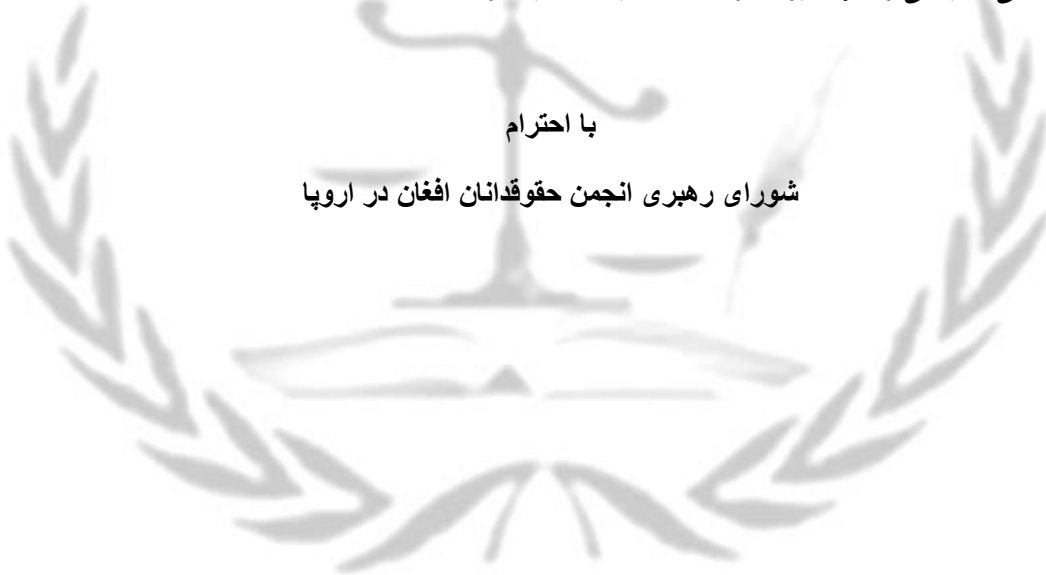 با احترام
شورای رهبری انجمن حقوقدانان افغان در اروپا